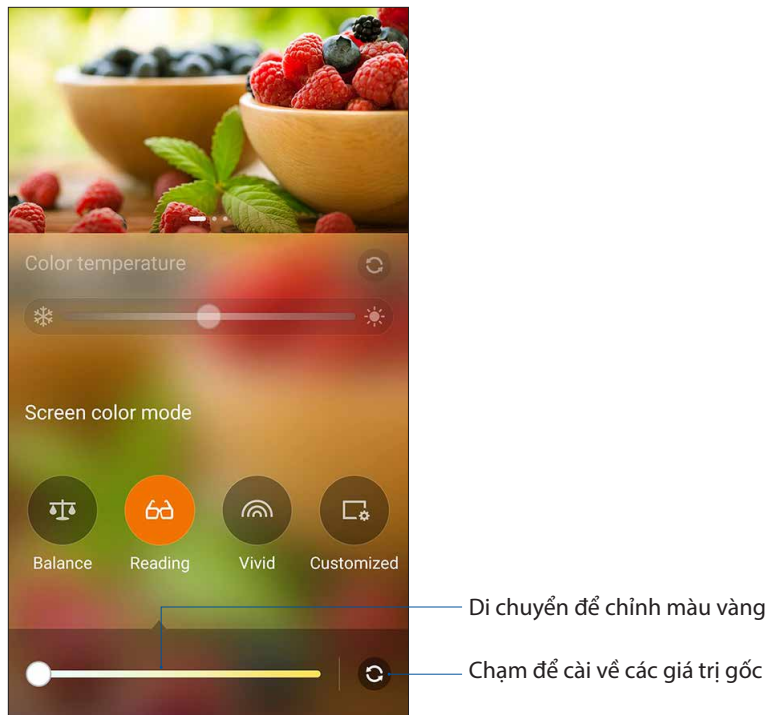 Color temperature
Screen color mode
Balance Reading Vivid Customized
Di chuyển để chỉnh màu vàng
Chạm để cài về các giá trị gốc